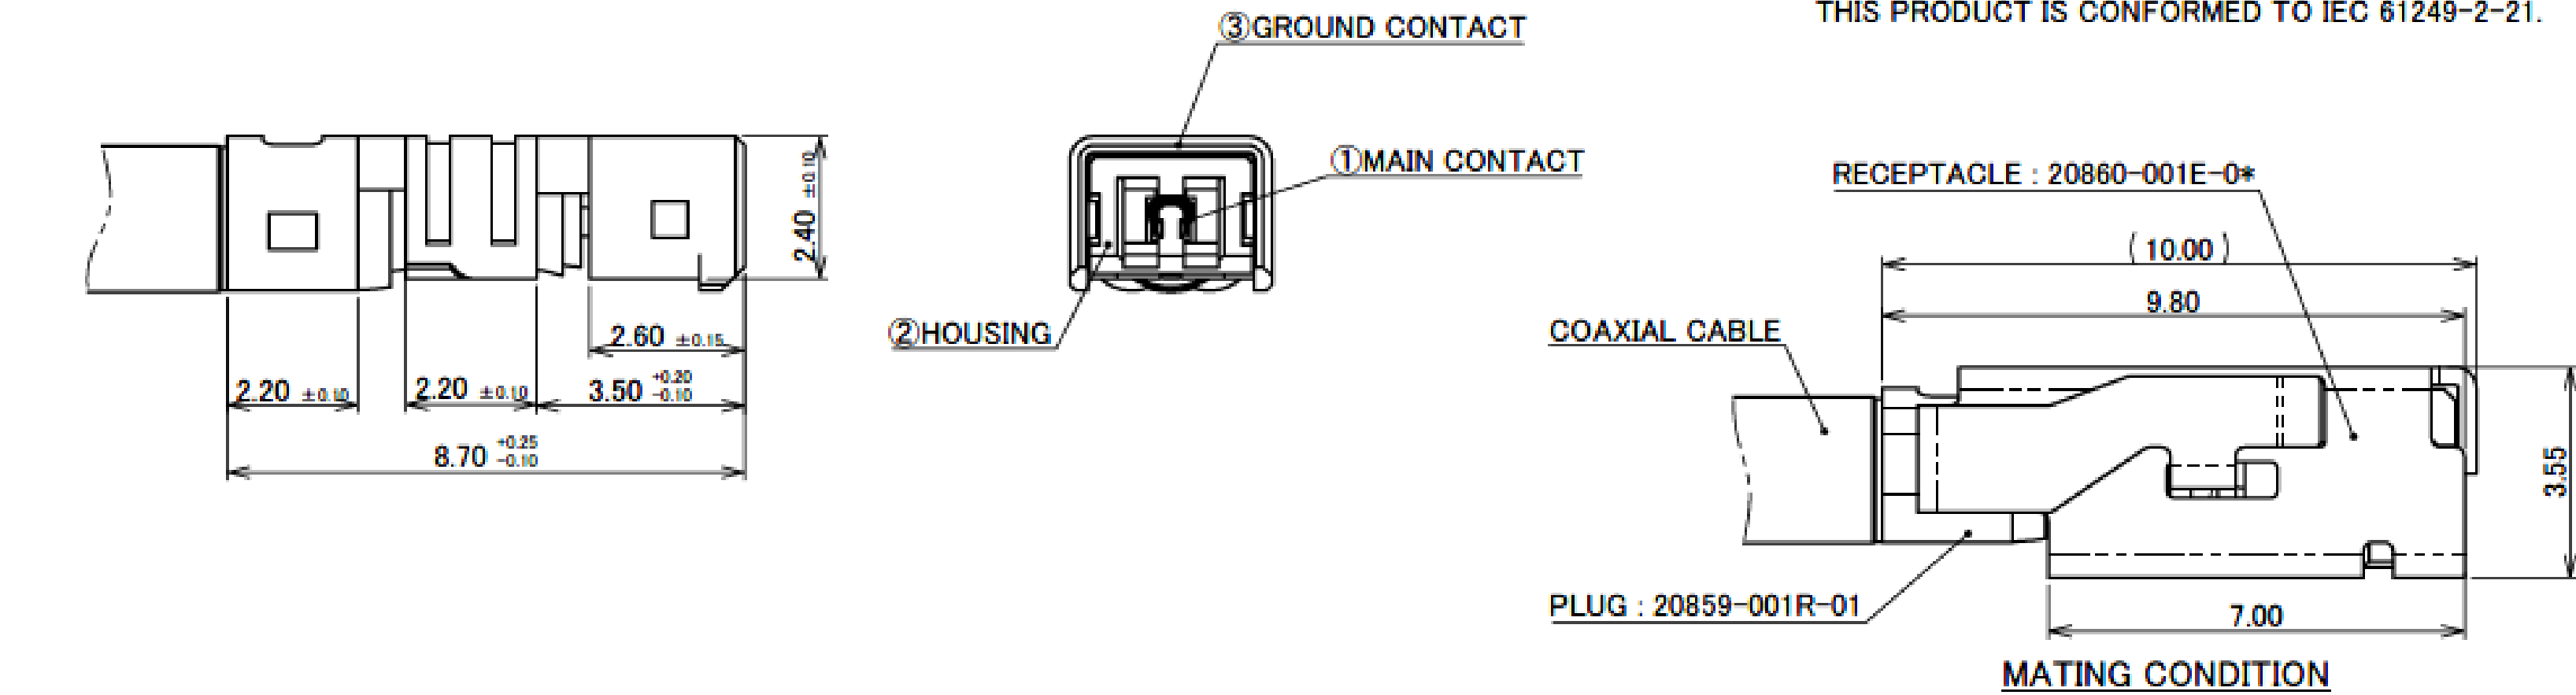 THIS PRODUCT IS CONFORMED TO IEC 61249-2-21.
③GROUND CONTACT
①MAIN CONTACT
②HOUSING
2.40 ±0.10
2.60 ±0.15
2.20 ±0.10
2.20 ±0.10
3.50 +0.20 -0.10
8.70 +0.25 -0.10
RECEPTACLE : 20860-001E-0*
( 10.00 )
9.80
COAXIAL CABLE
3.55
PLUG : 20859-001R-01
7.00
MATING CONDITION